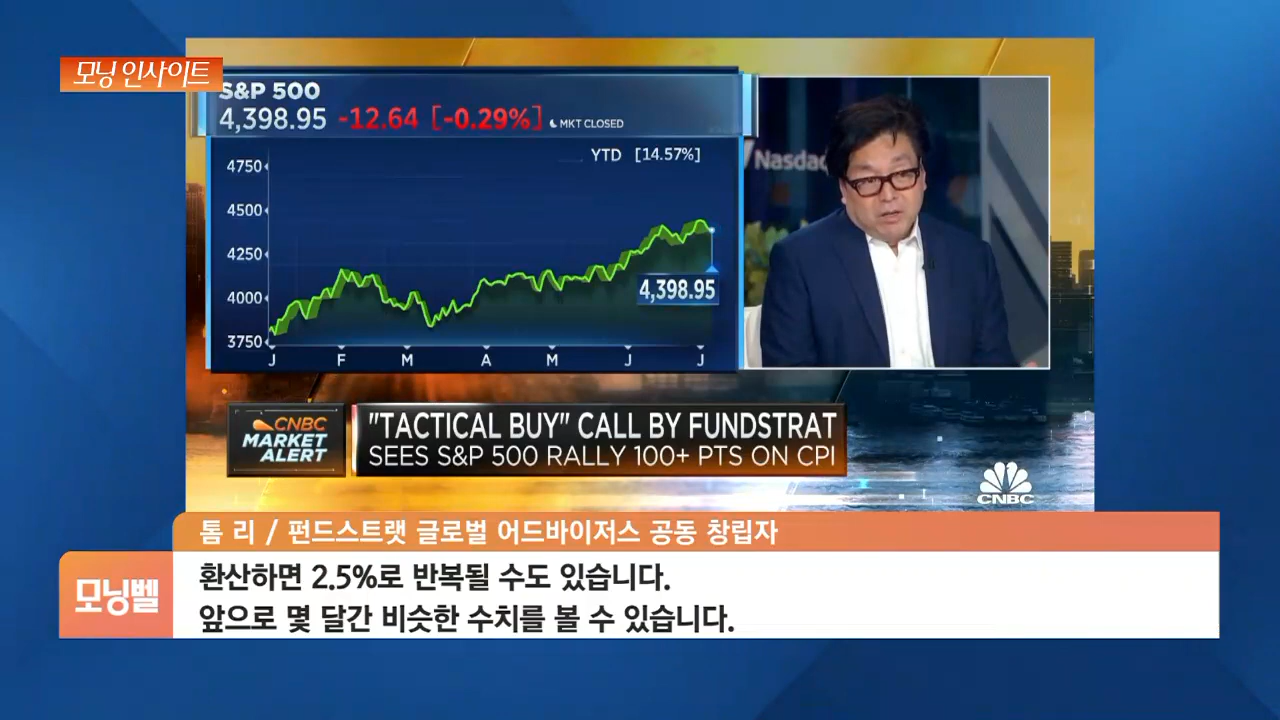 모닝 인사이트
S&P 500
4,398.95 -12.64 [-0.29%] MKT CLOSED
YTD [14.57%]
4750
4500
4250
4000
3750
4,398.95
J F M A M J J
Nasdaq
CNBC
MARKET
ALERT
"TACTICAL BUY" CALL BY FUNDSTRAT
SEES S&P 500 RALLY 100+ PTS ON CPI
CNBC
톰 리 / 펀드스트랫 글로벌 어드바이저스 공동 창립자
모닝벨
환산하면 2.5%로 반복될 수도 있습니다.
앞으로 몇 달간 비슷한 수치를 볼 수 있습니다.